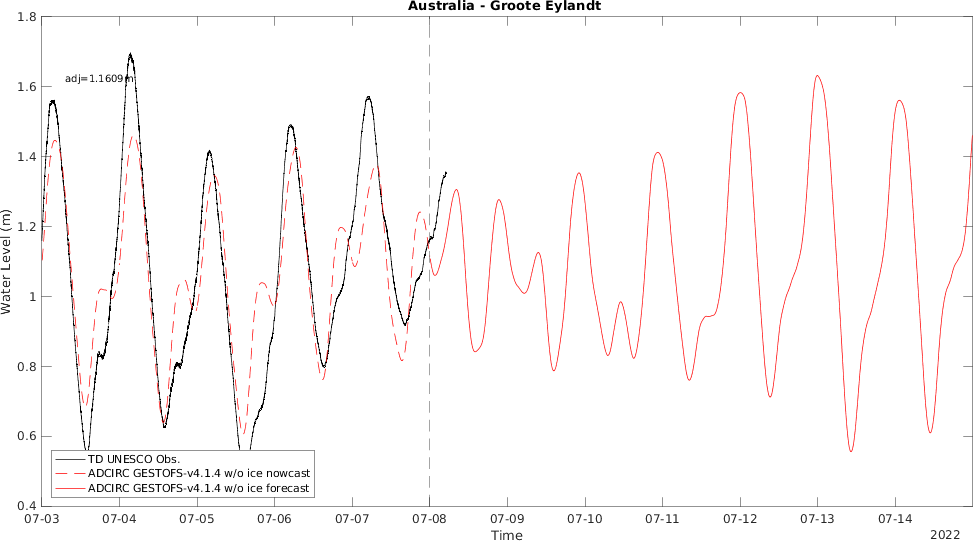 Australia - Groote Eylandt
adj=1.1609m
Water Level (m)
1.8
1.6
1.4
1.2
1
0.8
0.6
0.4
TD UNESCO Obs.
ADCIRC GESTOFS-v4.1.4 w/o ice nowcast
ADCIRC GESTOFS-v4.1.4 w/o ice forecast
07-03 07-04 07-05 07-06 07-07 07-08 07-09 07-10 07-11 07-12 07-13 07-14
Time
2022